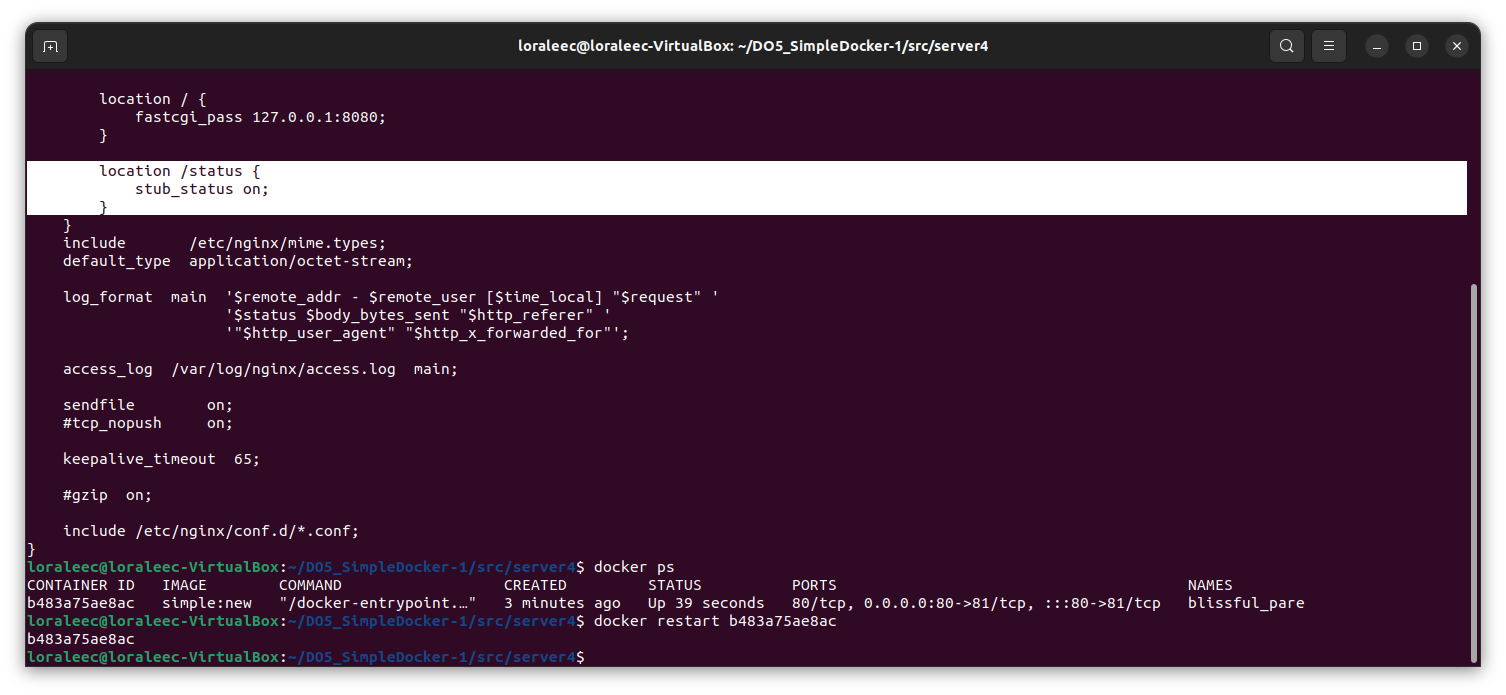 loraleec@loraleec-VirtualBox: ~/DO5_SimpleDocker-1/src/server4
        location / {
            fastcgi_pass 127.0.0.1:8080;
        }
        location /status {
            stub_status on;
        }
    }
    include       /etc/nginx/mime.types;
    default_type  application/octet-stream;
    log_format  main  '$remote_addr - $remote_user [$time_local] "$request" '
                      '$status $body_bytes_sent "$http_referer" '
                      '"$http_user_agent" "$http_x_forwarded_for"';
    access_log  /var/log/nginx/access.log  main;
    sendfile        on;
    #tcp_nopush     on;
    keepalive_timeout  65;
    #gzip  on;
    include /etc/nginx/conf.d/*.conf;
}
loraleec@loraleec-VirtualBox:~/DO5_SimpleDocker-1/src/server4$ docker ps
CONTAINER ID   IMAGE        COMMAND                  CREATED         STATUS          PORTS                                       NAMES
b483a75ae8ac   simple:new   "/docker-entrypoint.…"   3 minutes ago   Up 39 seconds   80/tcp, 0.0.0.0:80->81/tcp, :::80->81/tcp   blissful_pare
loraleec@loraleec-VirtualBox:~/DO5_SimpleDocker-1/src/server4$ docker restart b483a75ae8ac
b483a75ae8ac
loraleec@loraleec-VirtualBox:~/DO5_SimpleDocker-1/src/server4$